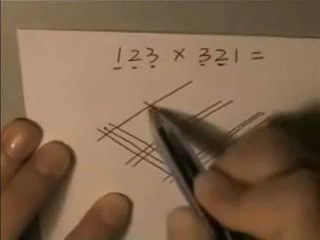 123 × 321 =